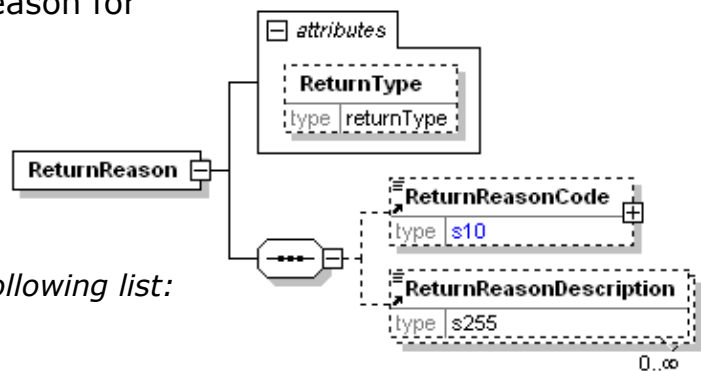 eason for
attributes
ReturnType
type returnType
ReturnReason
ReturnReasonCode
type s10
ollowing list:
ReturnReasonDescription
type s255
0..∞